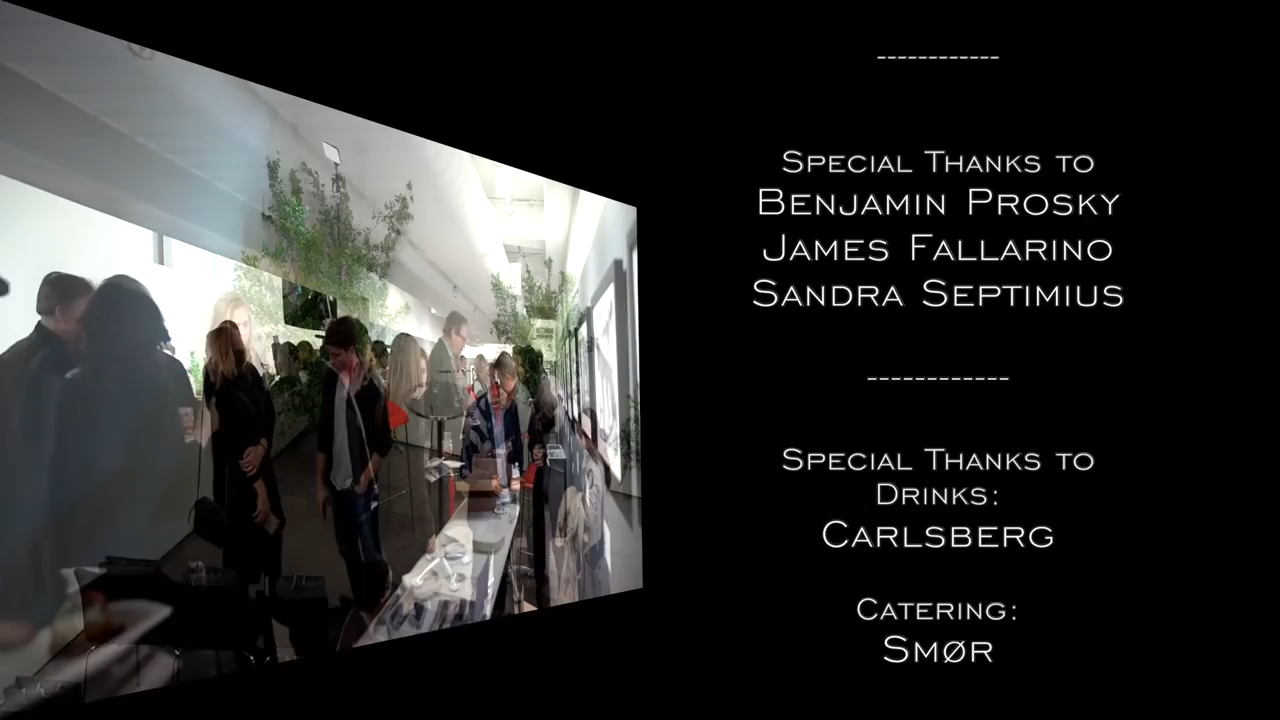 ------------
Special Thanks to
Benjamin Prosky
James Fallarino
Sandra Septimius
--------------
Special Thanks to
Drinks:
Carlsberg
Catering:
Smør